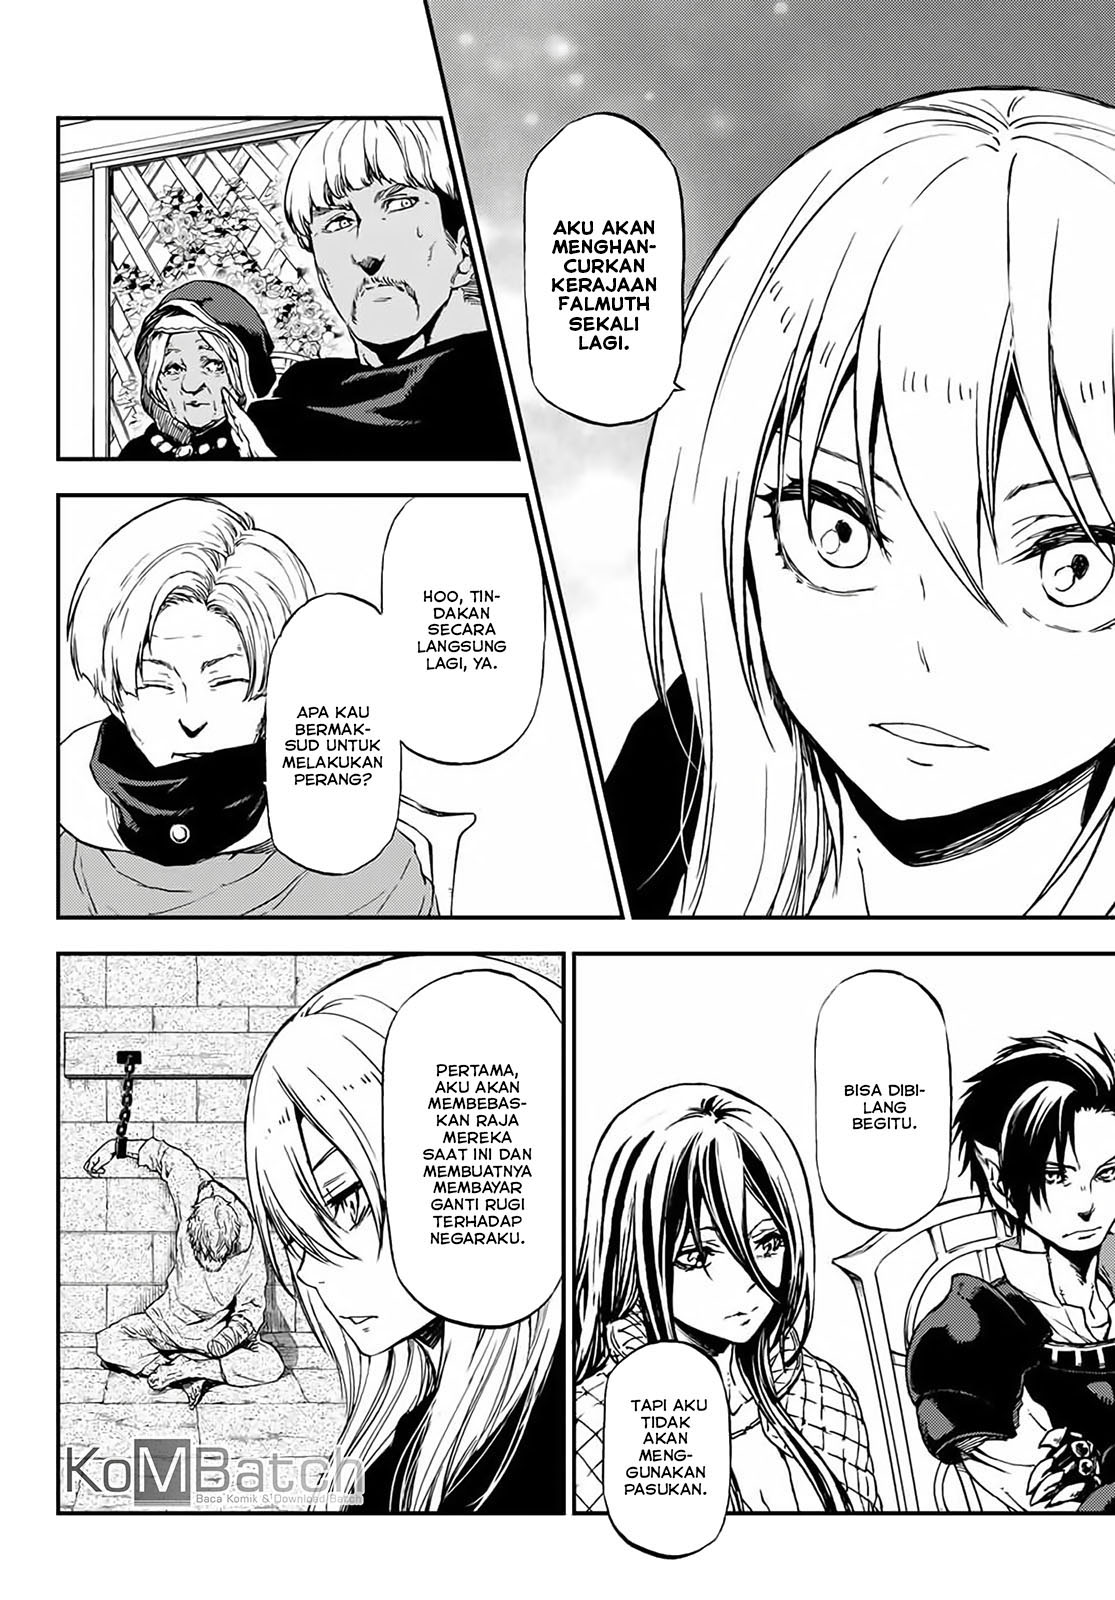 AKU AKAN
MENGHAN-
CURKAN
KERAJAAN
FALMUTH
SEKALI
LAGI.
HOO, TIN-
DAKAN
SECARA
LANGSUNG
LAGI, YA.
APA KAU
BERMAK-
SUD UNTUK
MELAKUKAN
PERANG?
BISA DIBI-
LANG
BEGITU.
TAPI AKU
TIDAK
AKAN
MENG-
GUNAKAN
PASUKAN.
PERTAMA,
AKU AKAN
MEMBEBAS-
KAN RAJA
MEREKA
SAAT INI DAN
MEMBUATNYA
MEMBAYAR
GANTI RUGI
TERHADAP
NEGARAKU.
KoMBatch
Baca Komik & Download Batch